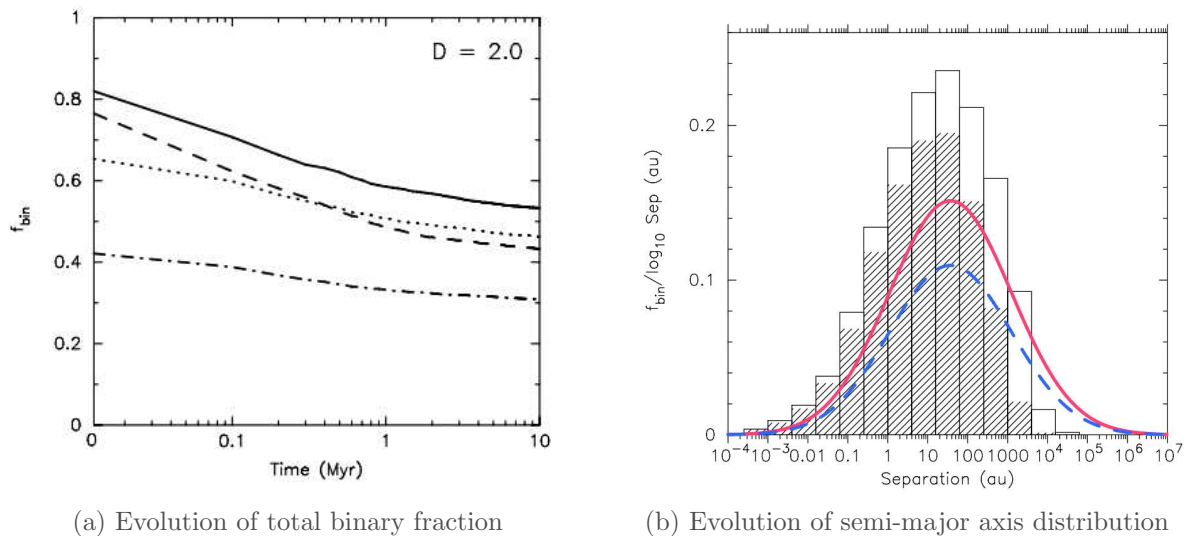 1
0.8
0.6
0.4
0.2
0
f_bin
D = 2.0
0 0.1 1 10
Time (Myr)
(a) Evolution of total binary fraction
0.2
0.1
0
f_bin/log_10 Sep (au)
10^-4 10^-3 0.01 0.1 1 10 100 1000 10^4 10^5 10^6 10^7
Separation (au)
(b) Evolution of semi-major axis distribution